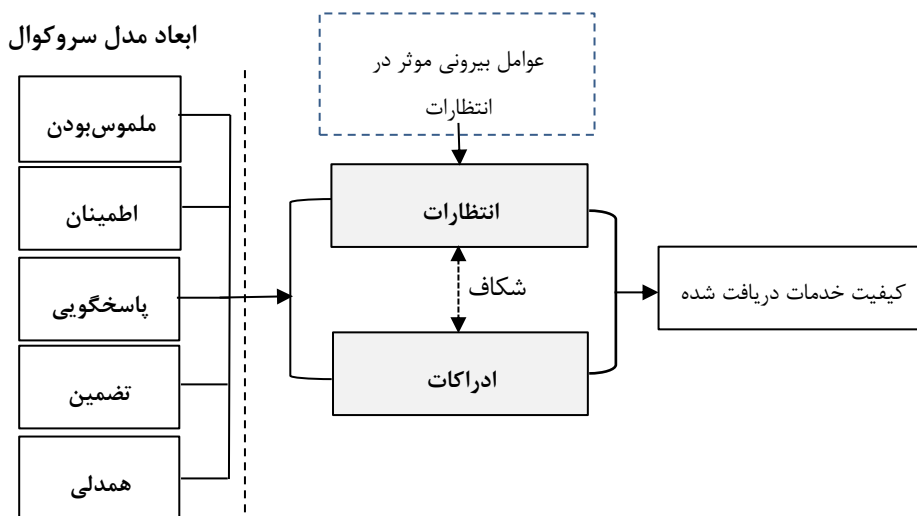 ابعاد مدل سروکوال
عوامل بیرونی موثر در
انتظارات
ملموس‌بودن
اطمینان
پاسخگویی
تضمین
همدلی
انتظارات
شکاف
ادراکات
کیفیت خدمات دریافت شده